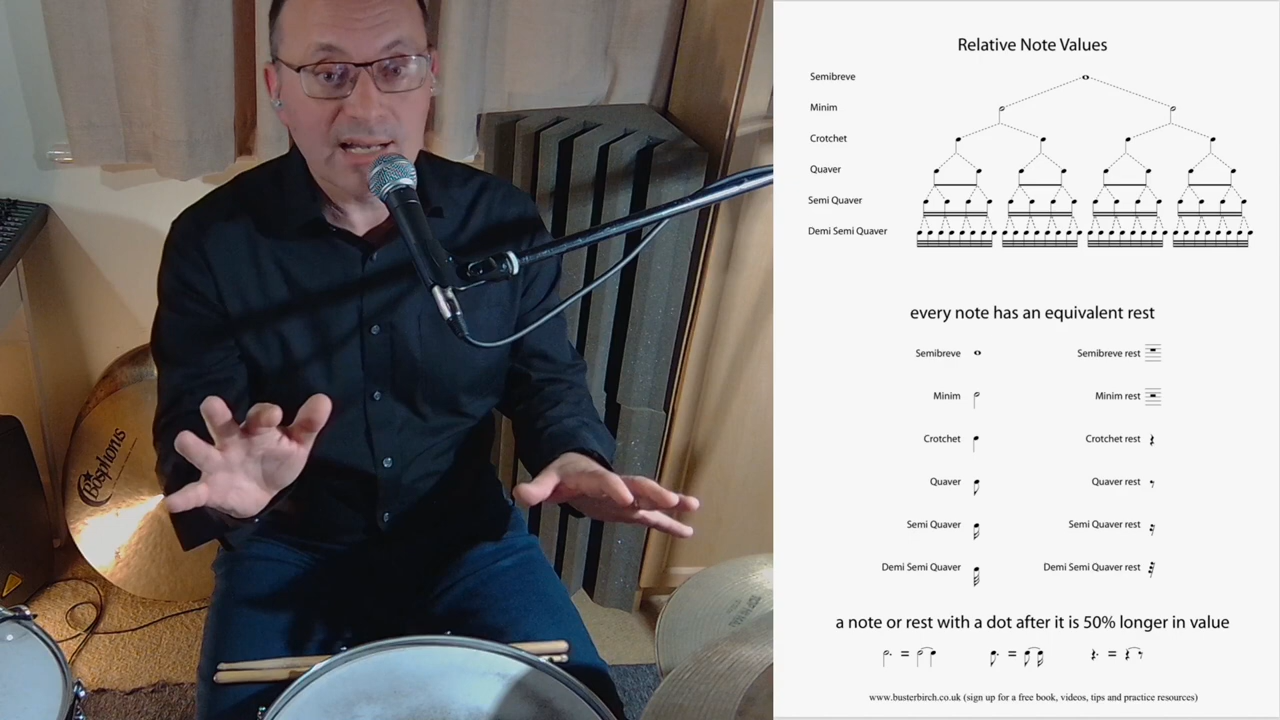 Bosphorus
Relative Note Values
Semibreve
Minim
Crotchet
Quaver
Semi Quaver
Demi Semi Quaver
every note has an equivalent rest
Semibreve Semibreve rest
Minim Minim rest
Crotchet Crotchet rest
Quaver Quaver rest
Semi Quaver Semi Quaver rest
Demi Semi Quaver Demi Semi Quaver rest
a note or rest with a dot after it is 50% longer in value
= = =
www.busterbirch.co.uk (sign up for a free book, videos, tips and practice resources)